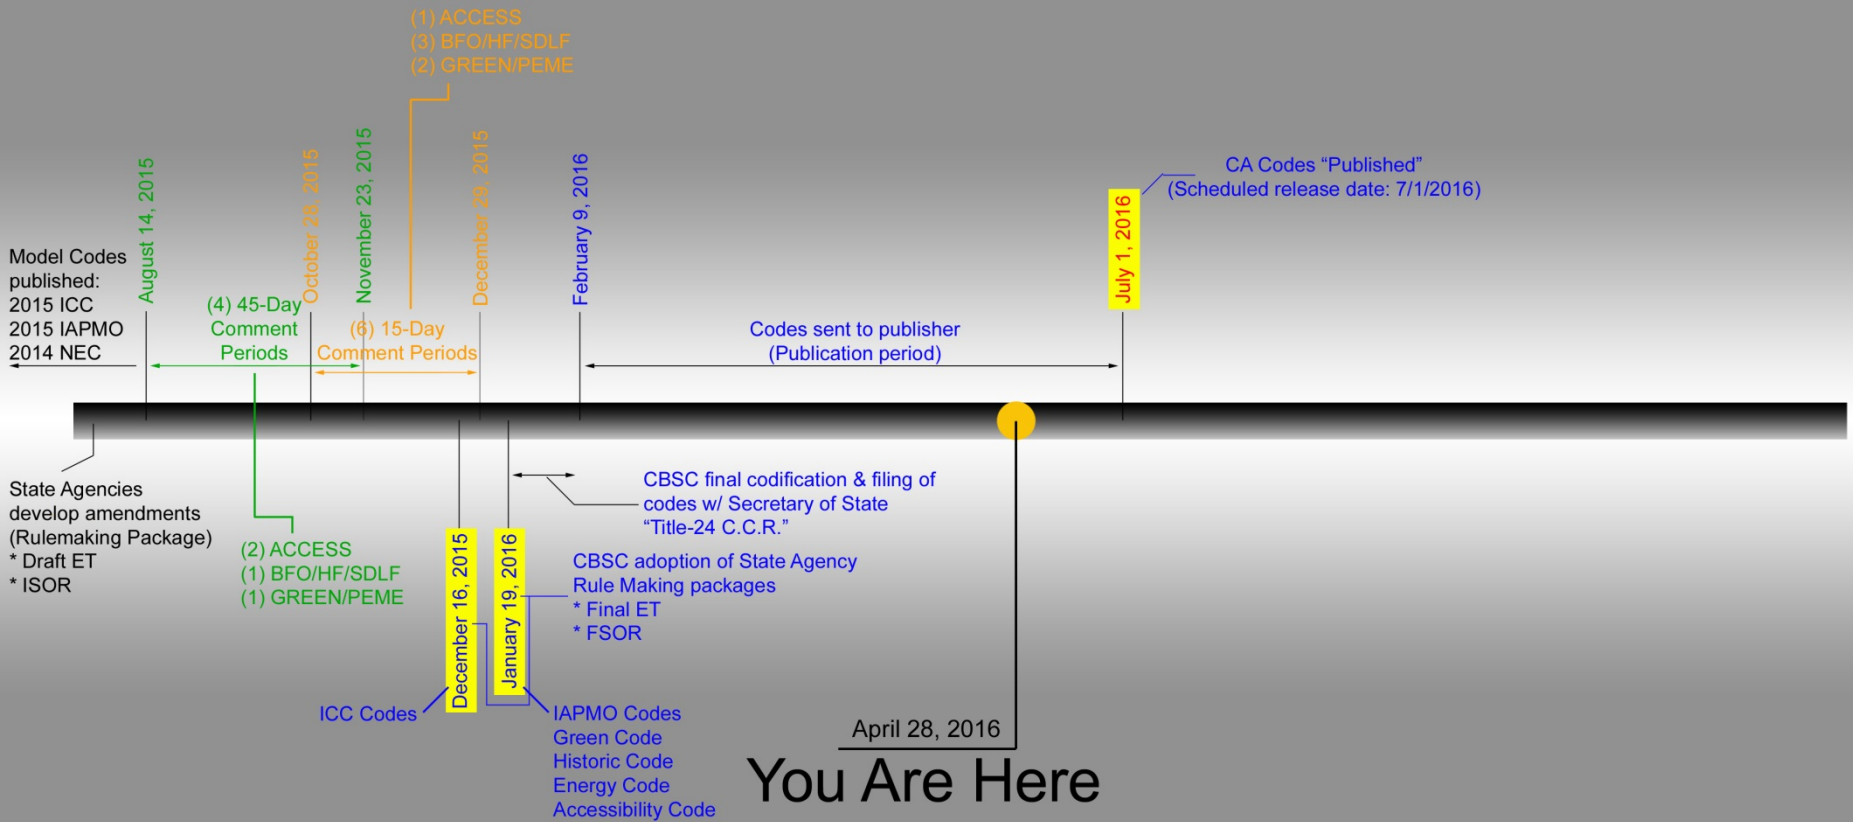 (1) ACCESS
(3) BFO/HF/SDLF
(2) GREEN/PEME
August 14, 2015
October 28, 2015
November 23, 2015
December 29, 2015
February 9, 2016
July 1, 2016
CA Codes “Published”
(Scheduled release date: 7/1/2016)
Model Codes
published:
2015 ICC
2015 IAPMO
2014 NEC
(4) 45-Day
Comment
Periods
(6) 15-Day
Comment Periods
Codes sent to publisher
(Publication period)
State Agencies
develop amendments
(Rulemaking Package)
* Draft ET
* ISOR
(2) ACCESS
(1) BFO/HF/SDLF
(1) GREEN/PEME
December 16, 2015
January 19, 2016
CBSC final codification & filing of
codes w/ Secretary of State
“Title-24 C.C.R.”
CBSC adoption of State Agency
Rule Making packages
* Final ET
* FSOR
ICC Codes
IAPMO Codes
Green Code
Historic Code
Energy Code
Accessibility Code
April 28, 2016
You Are Here